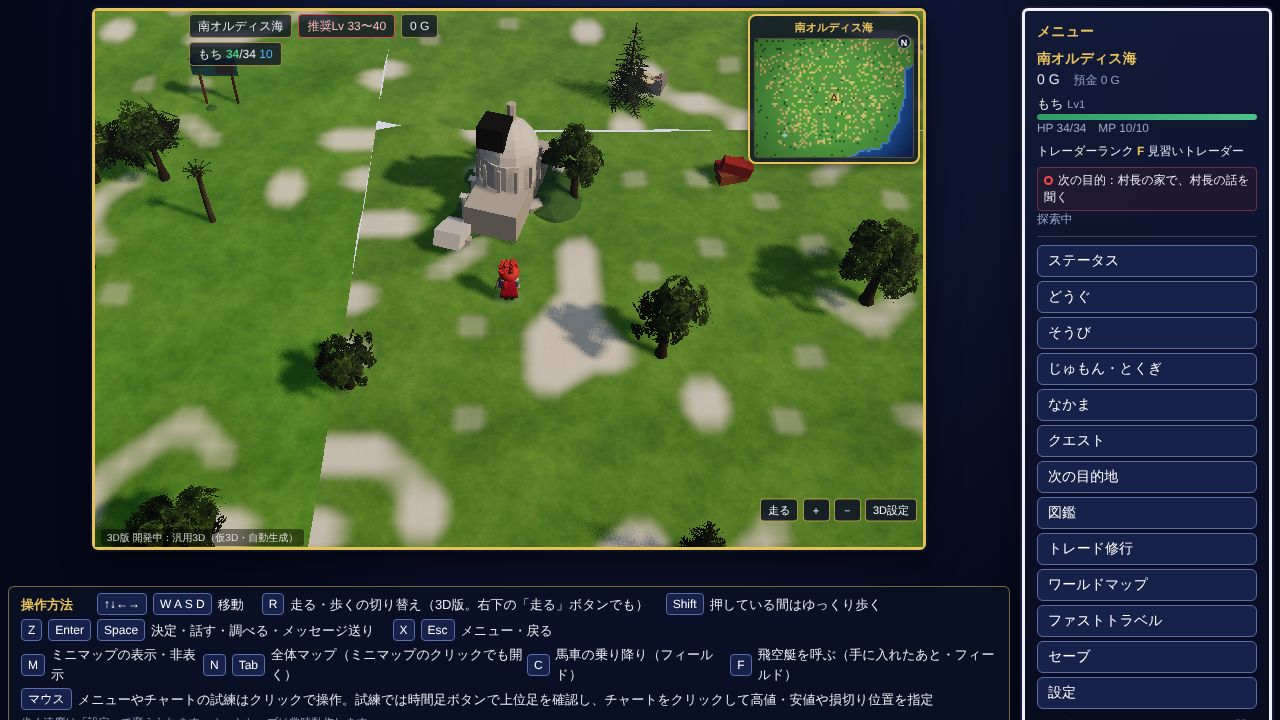 南オルディス海 推奨Lv 33〜40 0 G
もち 34/34 10
南オルディス海
N
走る + − 3D設定
3D版 開発中：汎用3D（仮3D・自動生成）
メニュー
南オルディス海
0 G 預金 0 G
もち Lv1
HP 34/34 MP 10/10
トレーダーランク F 見習いトレーダー
次の目的：村長の家で、村長の話を
聞く
探索中
ステータス
どうぐ
そうび
じゅもん・とくぎ
なかま
クエスト
次の目的地
図鑑
トレード修行
ワールドマップ
ファストトラベル
セーブ
設定
操作方法 ↑↓←→ W A S D 移動 R 走る・歩くの切り替え（3D版。右下の「走る」ボタンでも） Shift 押している間はゆっくり歩く
Z Enter Space 決定・話す・調べる・メッセージ送り X Esc メニュー・戻る
M ミニマップの表示・非表示 N Tab 全体マップ（ミニマップのクリックでも開く） C 馬車の乗り降り（フィールド） F 飛空艇を呼ぶ（手に入れたあと・フィールド）
マウス メニューやチャートの試練はクリックで操作。試練では時間足ボタンで上位足を確認し、チャートをクリックして高値・安値や損切り位置を指定